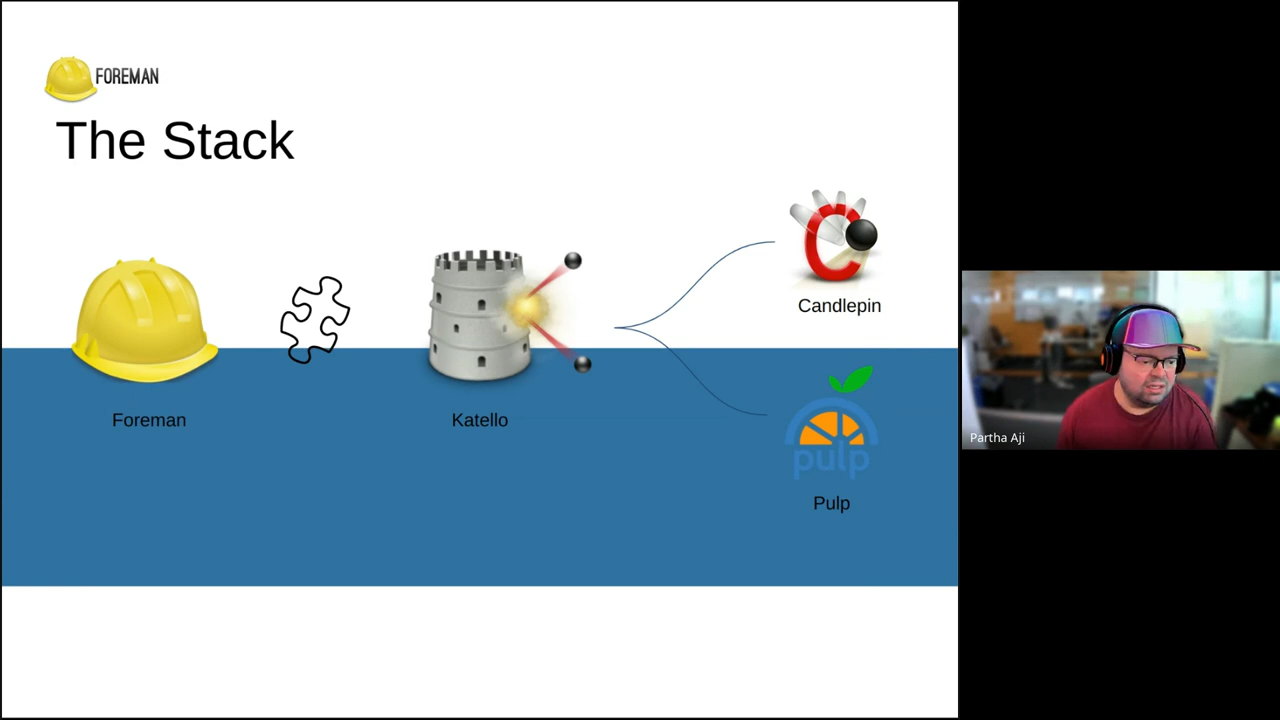 FOREMAN
The Stack
Candlepin
Foreman
Katello
pulp
Pulp
Partha Aji